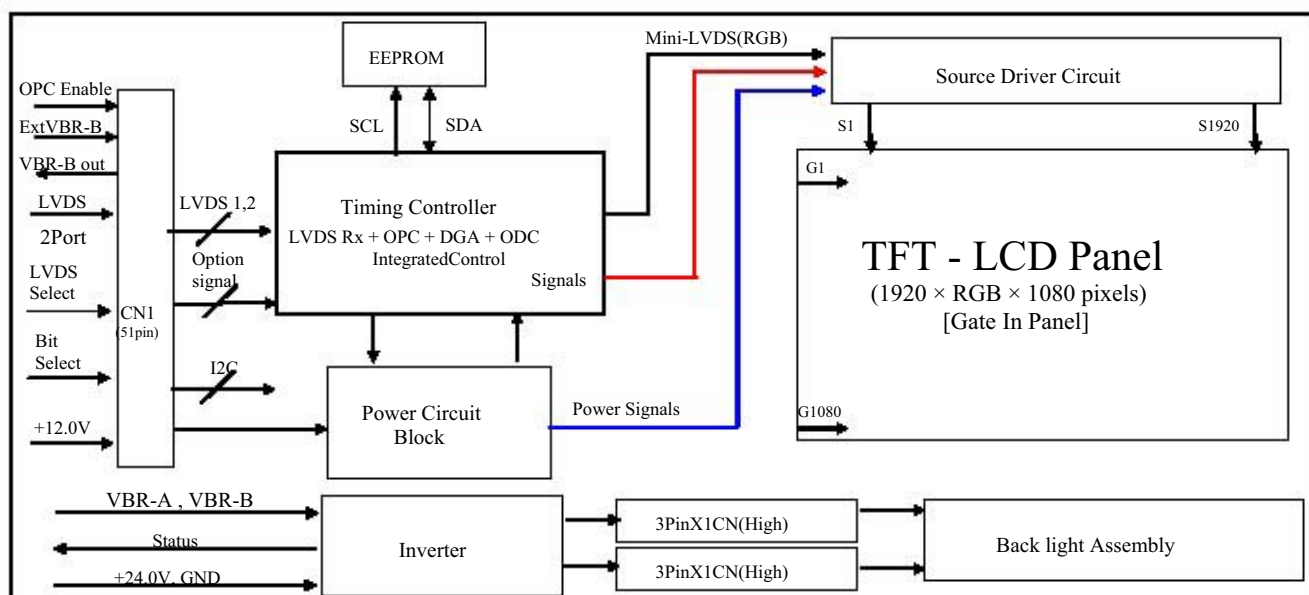 OPC Enable
ExtVBR-B
VBR-B out
LVDS
2Port
LVDS
Select
Bit
Select
+12.0V
CN1
(51pin)
LVDS 1,2
Option
signal
I2C
EEPROM
SCL
SDA
Timing Controller
LVDS Rx + OPC + DGA + ODC
IntegratedControl
Signals
Power Circuit
Block
Power Signals
Mini-LVDS(RGB)
Source Driver Circuit
S1
S1920
G1
TFT - LCD Panel
(1920 × RGB × 1080 pixels)
[Gate In Panel]
G1080
VBR-A , VBR-B
Status
+24.0V, GND
Inverter
3PinX1CN(High)
3PinX1CN(High)
Back light Assembly